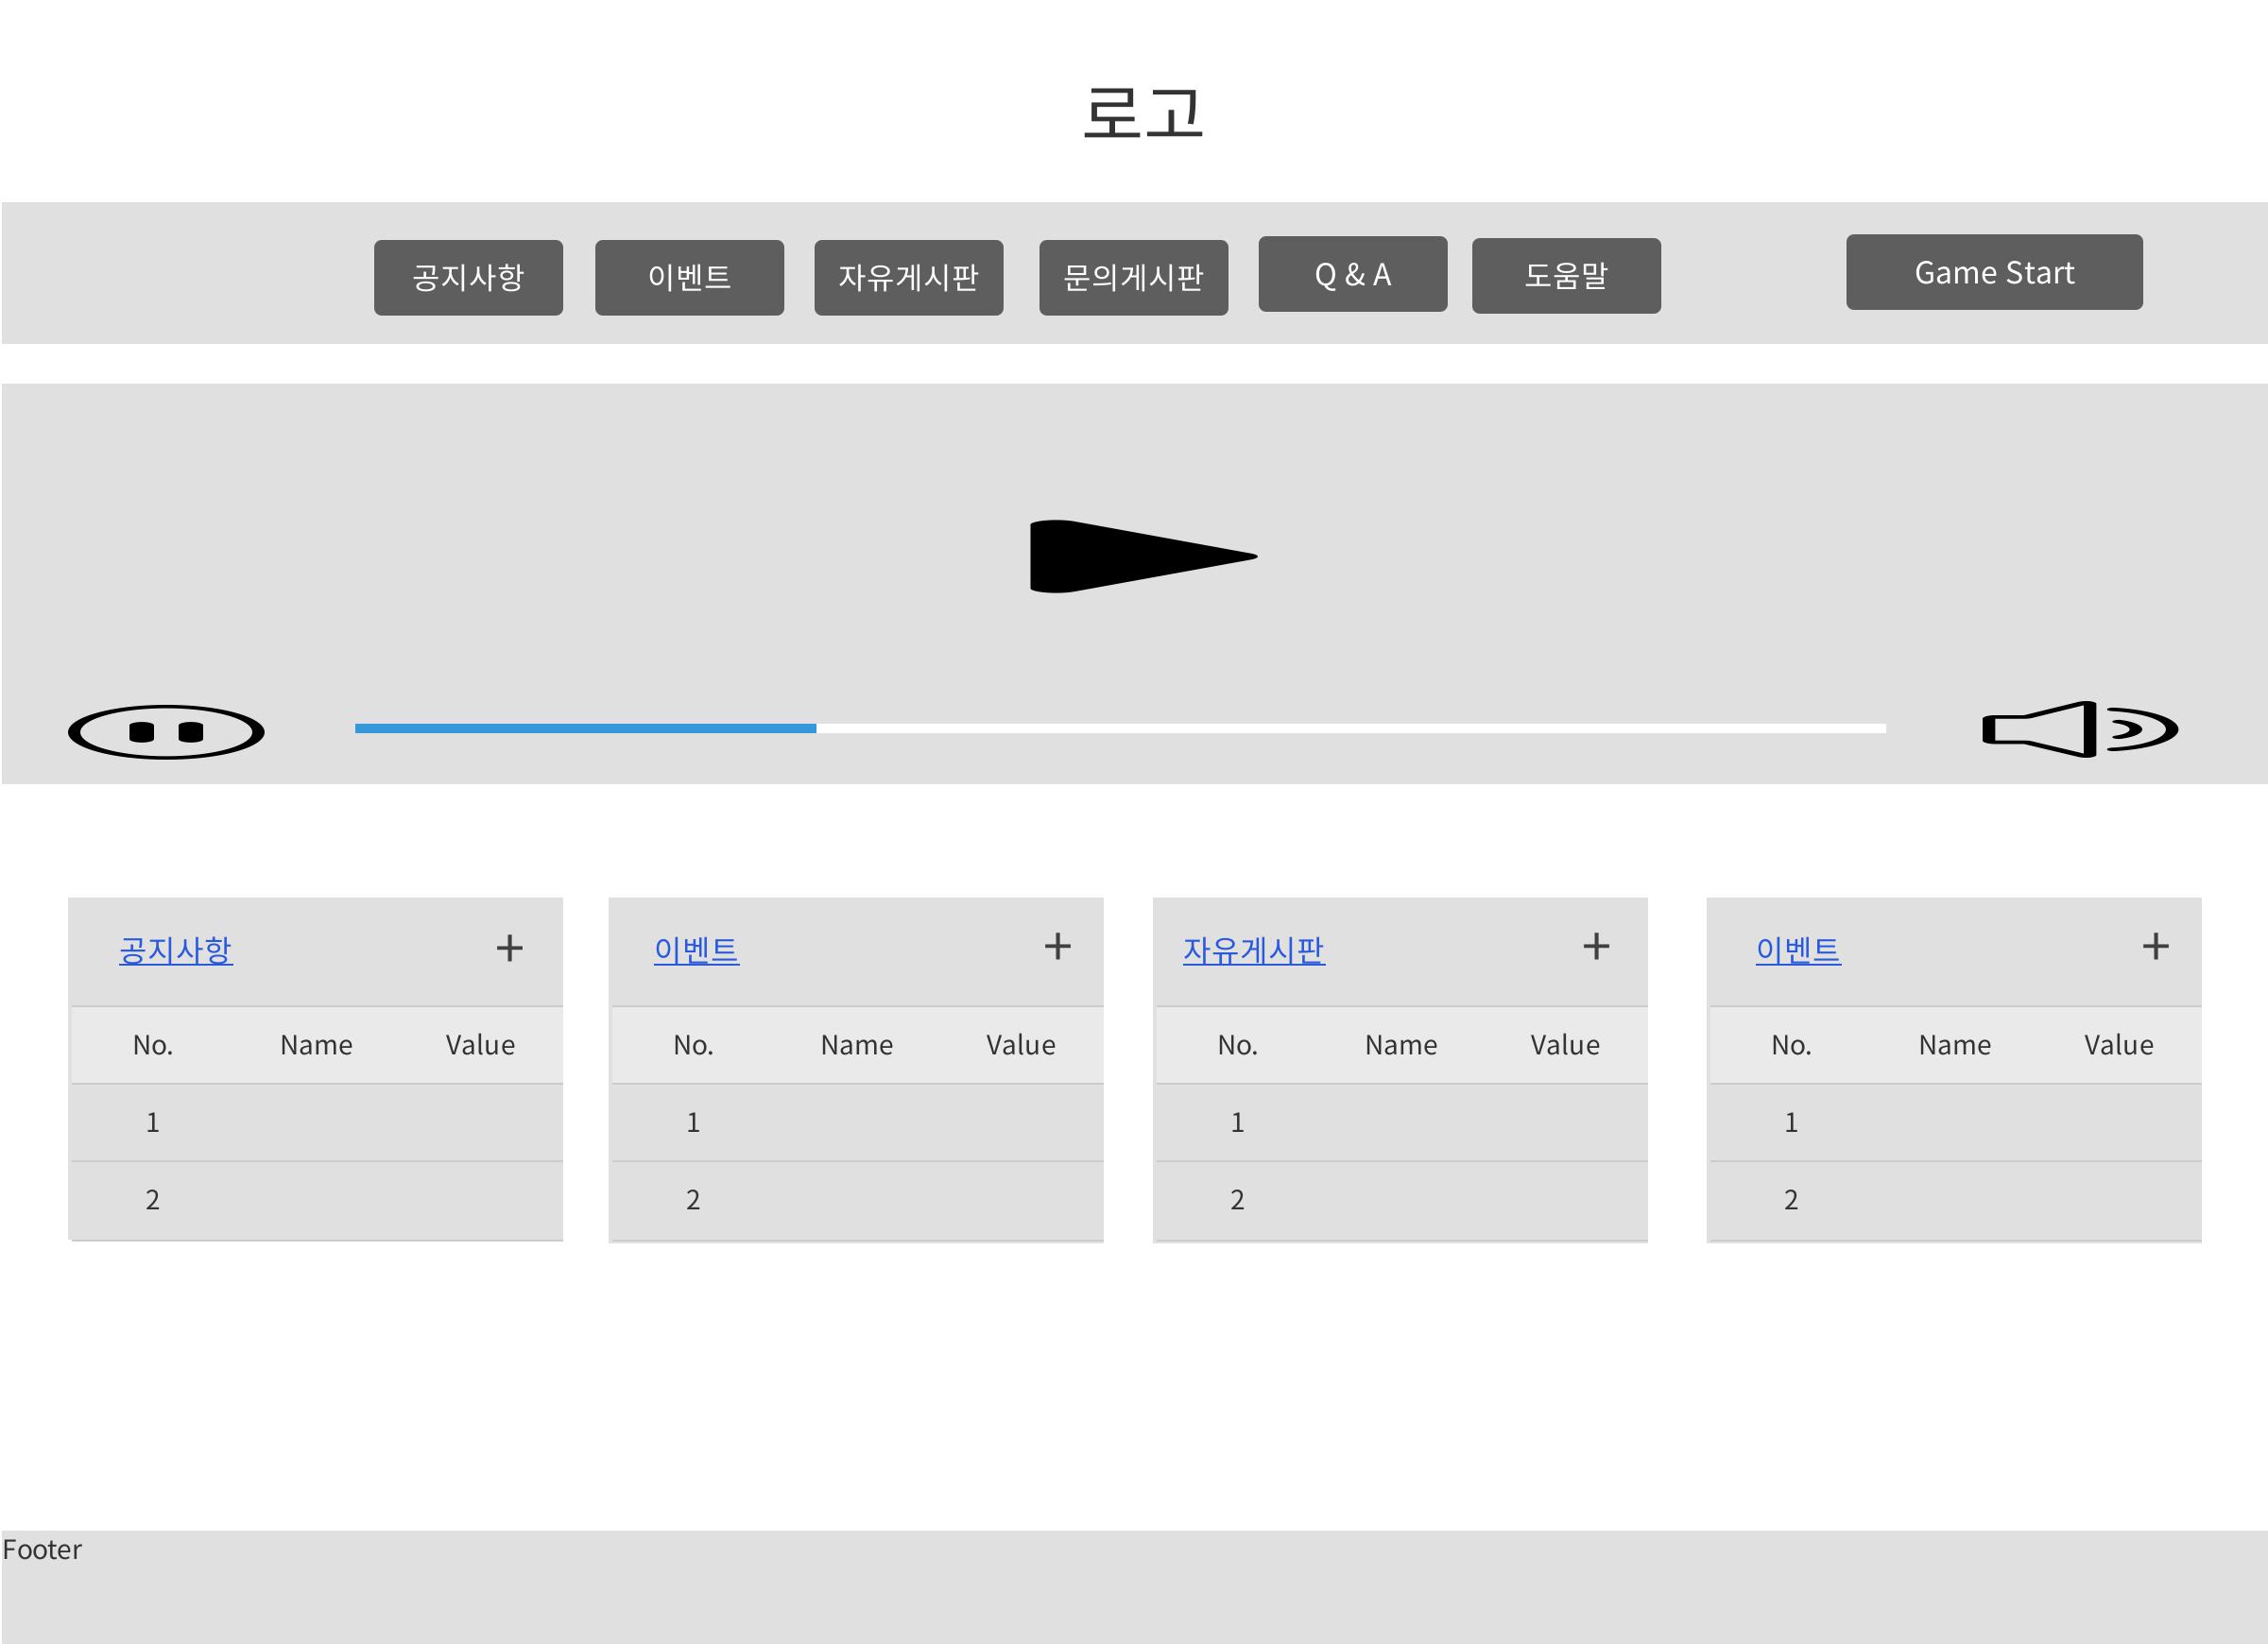 로고
공지사항 이벤트 자유게시판 문의게시판 Q & A 도움말 Game Start
공지사항 + 이벤트 + 자유게시판 + 이벤트 +
No. Name Value No. Name Value No. Name Value No. Name Value
1 1 1 1
2 2 2 2
Footer